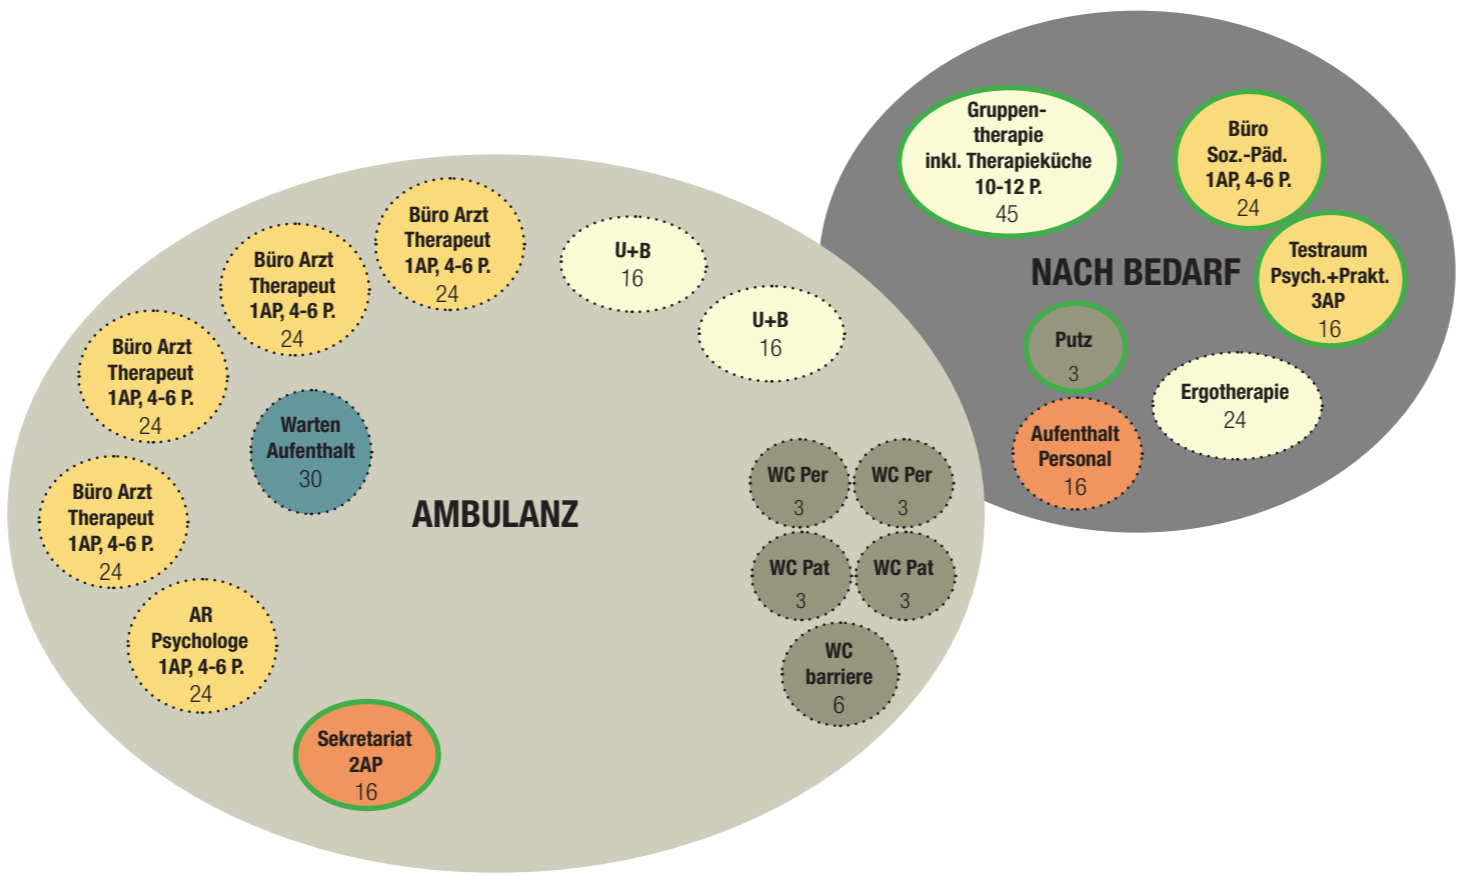 Gruppen-
therapie
inkl. Therapieküche
10-12 P.
45
Büro
Soz.-Päd.
1AP, 4-6 P.
24
Testraum
Psych.+Prakt.
3AP
16
NACH BEDARF
Putz
3
Ergotherapie
24
Aufenthalt
Personal
16
Büro Arzt
Therapeut
1AP, 4-6 P.
24
Büro Arzt
Therapeut
1AP, 4-6 P.
24
Büro Arzt
Therapeut
1AP, 4-6 P.
24
Büro Arzt
Therapeut
1AP, 4-6 P.
24
U+B
16
U+B
16
Warten
Aufenthalt
30
AMBULANZ
WC Per
3
WC Per
3
WC Pat
3
WC Pat
3
WC
barriere
6
AR
Psychologe
1AP, 4-6 P.
24
Sekretariat
2AP
16